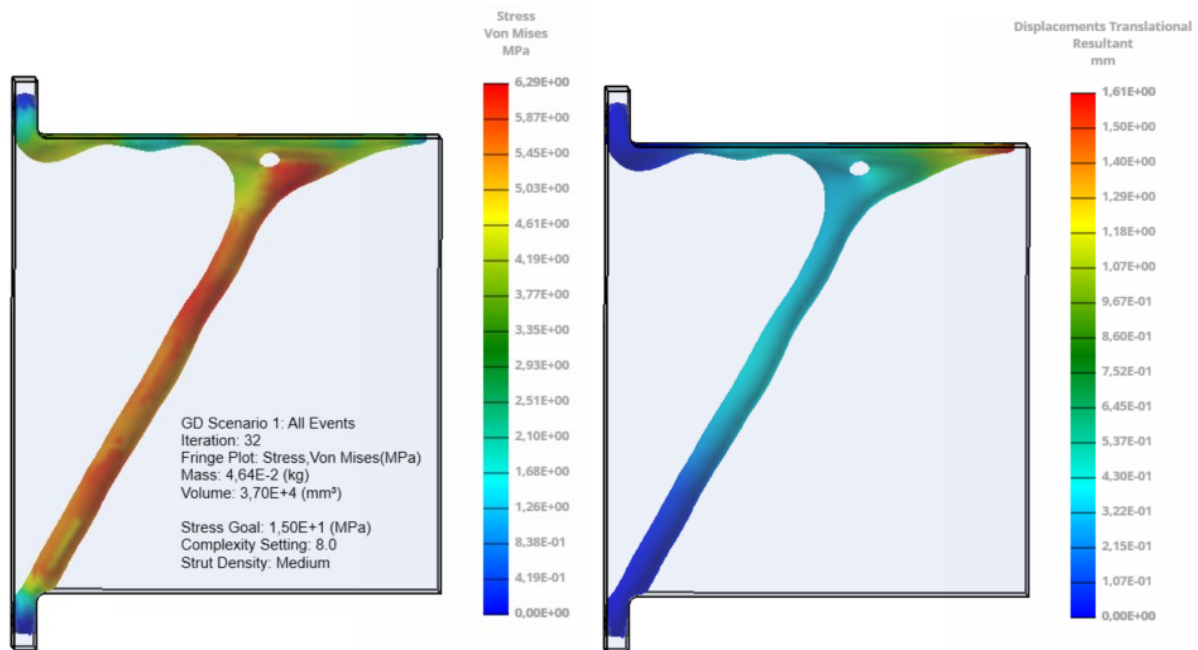 Stress
Von Mises
MPa
6,29E+00
5,87E+00
5,03E+00
4,61E+00
4,19E+00
3,77E+00
3,35E+00
2,93E+00
2,51E+00
2,10E+00
1,68E+00
1,26E+00
8,38E-01
4,19E-01
0,00E+00
GD Scenario 1: All Events
Iteration: 32
Fringe Plot: Stress,Von Mises(MPa)
Mass: 4,64E-2 (kg)
Volume: 3,70E+4 (mm³)
Stress Goal: 1,50E+1 (MPa)
Complexity Setting: 8.0
Strut Density: Medium
Displacements Translational
Resultant
mm
1,61E+00
1,50E+00
1,40E+00
1,29E+00
1,18E+00
1,07E+00
9,67E-01
8,60E-01
7,52E-01
6,45E-01
5,37E-01
4,30E-01
3,22E-01
2,15E-01
1,07E-01
0,00E+00